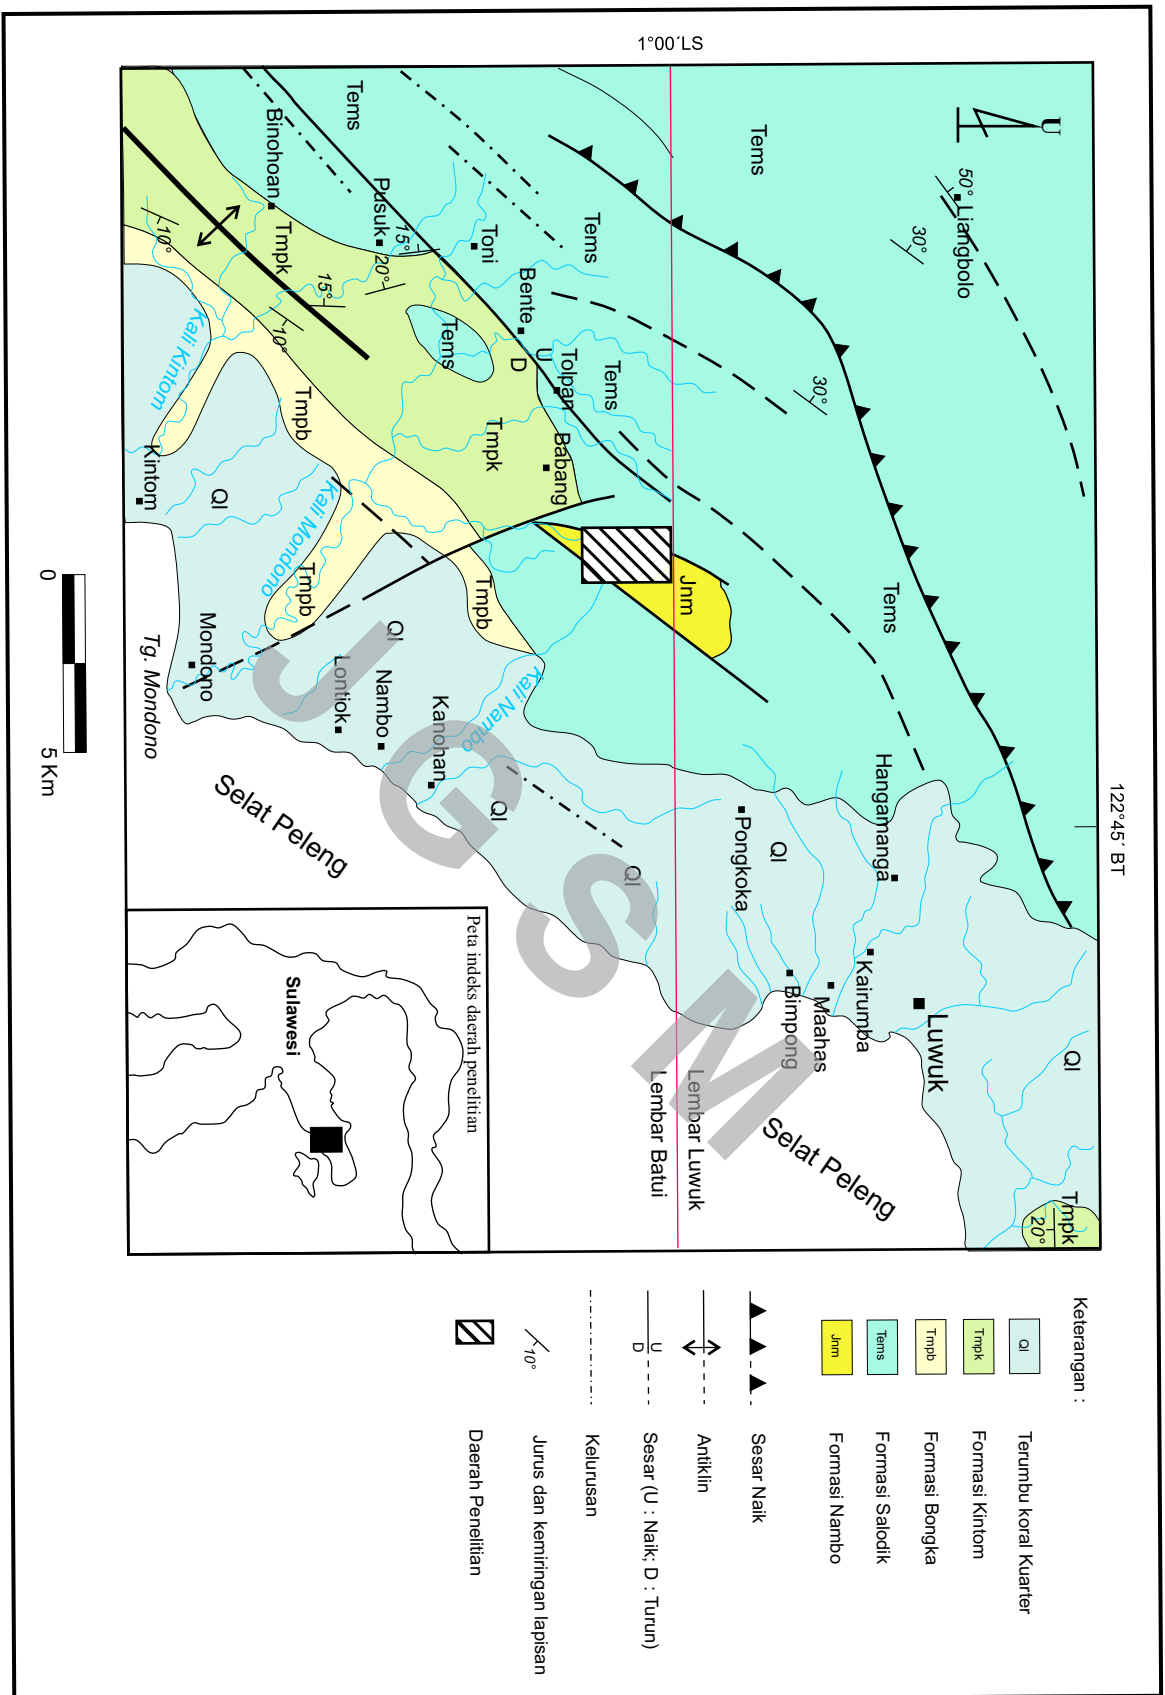 1°00´LS
122°45´ BT
U
Tems
50°
Liangbolo
30°
Tems
Binohoan
Tems
Pusuk
15°
20°
Toni
Tmpk
10°
15°
10°
Bente
U
D
Tems
Tolpan
Tems
30°
Kali Kintom
Tmpb
Tmpk
Babang
Kintom
Ql
Kali Mondono
Tmpb
Tmpb
Jnm
Tems
Mondono
Tg. Mondono
Ql
Lontiok
Nambo
Kanohan
Kali Nambo
Ql
Ql
Selat Peleng
Hangamanga
Pongkoka
Ql
Kairumba
Maahas
Bimpong
Luwuk
Ql
Lembar Luwuk
Lembar Batui
Selat Peleng
Tmpk
20°
JGSM
0
5 Km
Peta indeks daerah penelitian
Sulawesi
Keterangan :
Ql Terumbu koral Kuarter
Tmpk Formasi Kintom
Tmpb Formasi Bongka
Tems Formasi Salodik
Jnm Formasi Nambo
Sesar Naik
Antiklin
U
D
Sesar (U : Naik; D : Turun)
Kelurusan
10° Jurus dan kemiringan lapisan
Daerah Penelitian